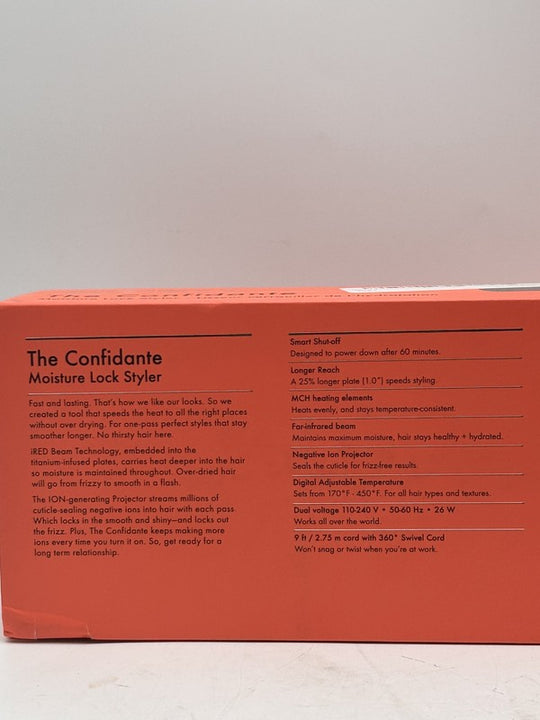 The Confidante
The Confidante
Moisture Lock Styler
Fast and lasting. That's how we like our looks. So we
created a tool that speeds the heat to all the right places
without over drying. For one-pass perfect styles that stay
smoother longer. No thirsty hair here.
iRED Beam Technology, embedded into the
titanium-infused plates, carries heat deeper into the hair
so moisture is maintained throughout. Over-dried hair
will go from frizzy to smooth in a flash.
The ION-generating Projector streams millions of
cuticle-sealing negative ions into hair with each pass.
Which locks in the smooth and shiny—and locks out
the frizz. Plus, The Confidante keeps making more
ions every time you turn it on. So, get ready for a
long term relationship.
Smart Shut-off
Designed to power down after 60 minutes.
Longer Reach
A 25% longer plate (1.0") speeds styling.
MCH heating elements
Heats evenly, and stays temperature-consistent.
Far-infrared beam
Maintains maximum moisture, hair stays healthy + hydrated.
Negative Ion Projector
Seals the cuticle for frizz-free results.
Digital Adjustable Temperature
Sets from 170°F - 450°F. For all hair types and textures.
Dual voltage 110-240 V • 50-60 Hz • 26 W
Works all over the world.
9 ft / 2.75 m cord with 360° Swivel Cord
Won't snag or twist when you're at work.